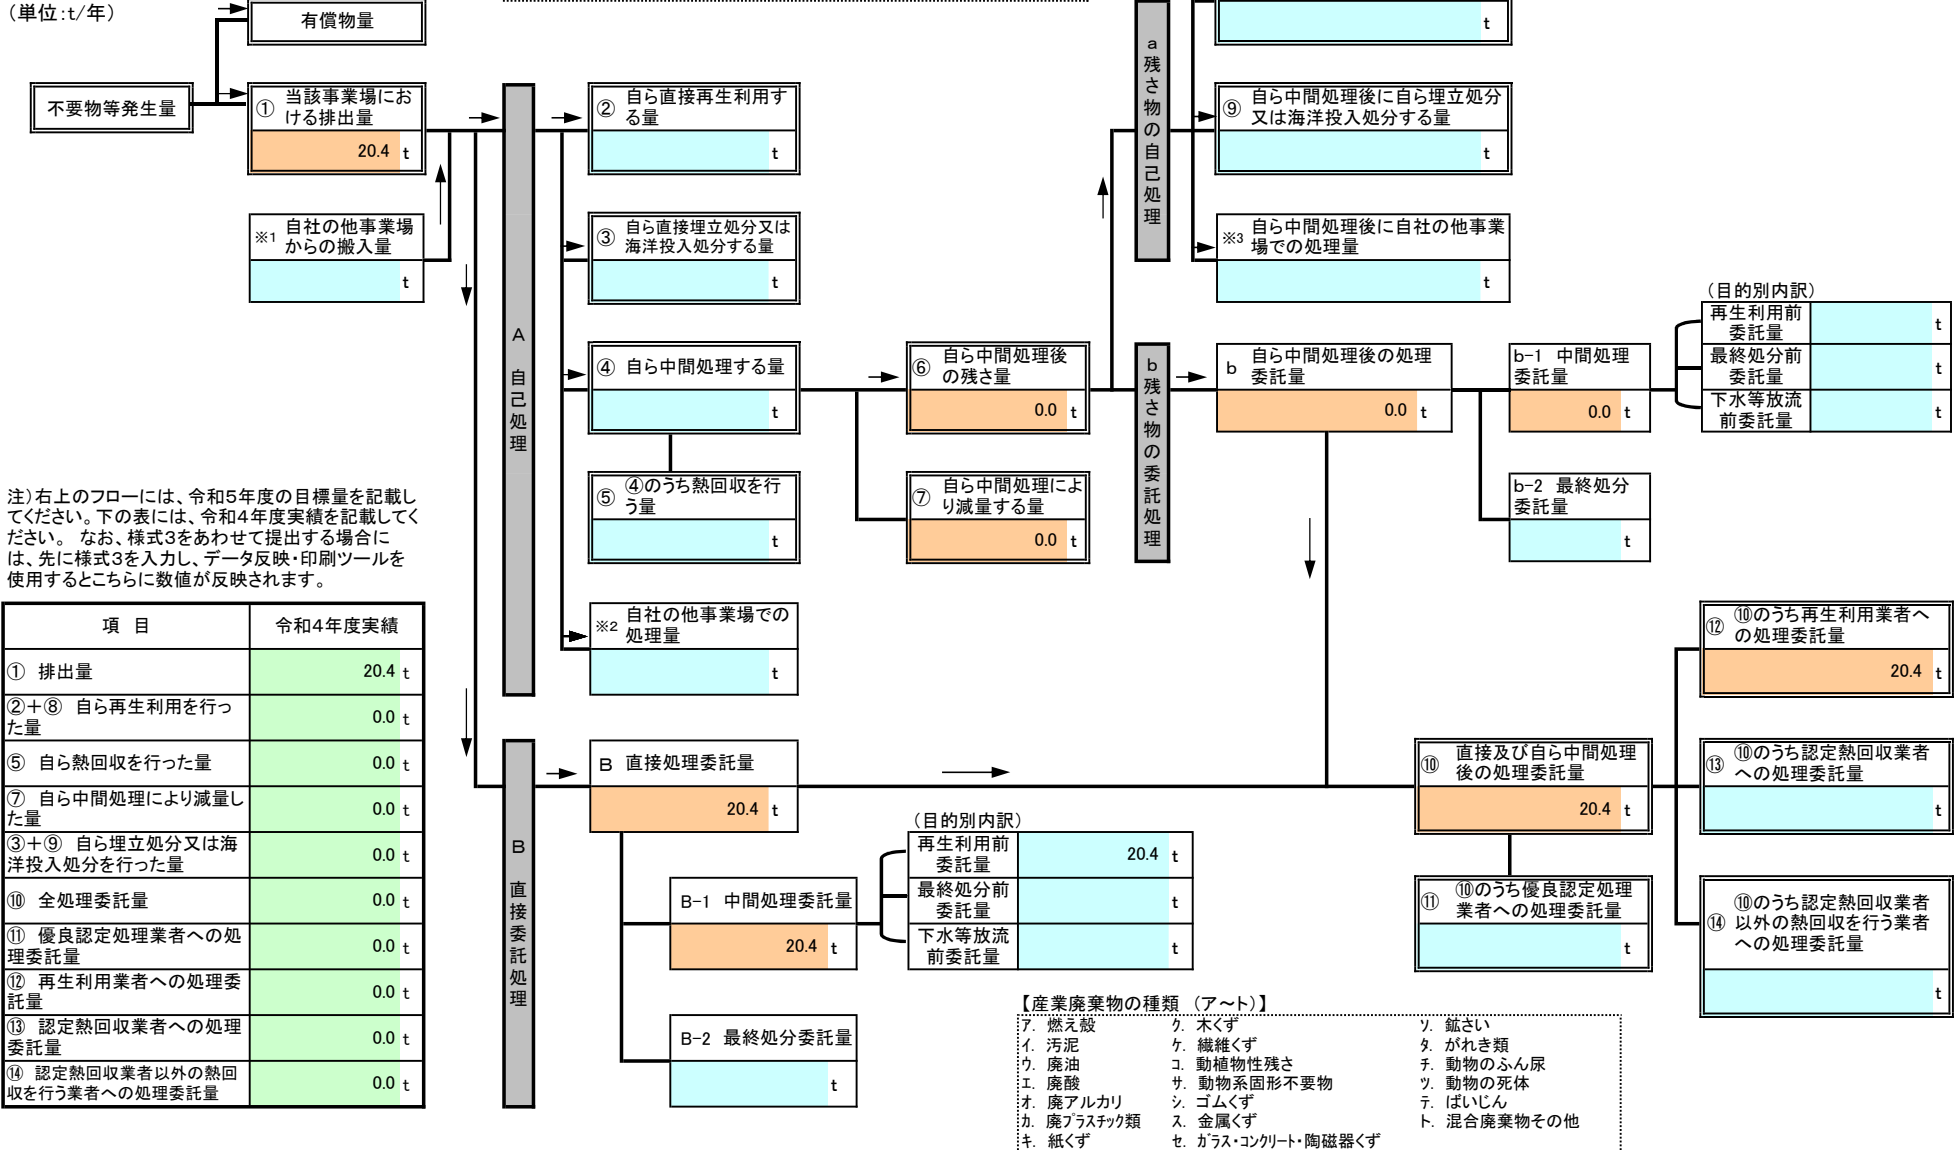 （単位：t/年）
有償物量
t
不要物等発生量
① 当該事業場にお
ける排出量
20.4 t
※1 自社の他事業場
からの搬入量
t
A 自己処理
② 自ら直接再生利用す
る量
t
③ 自ら直接埋立処分又は
海洋投入処分する量
t
④ 自ら中間処理する量
t
⑤ ④のうち熱回収を行
う量
t
※2 自社の他事業場での
処理量
t
⑥ 自ら中間処理後
の残さ量
0.0 t
⑦ 自ら中間処理によ
り減量する量
0.0 t
a残さ物の自己処理
⑨ 自ら中間処理後に自ら埋立処分
又は海洋投入処分する量
t
※3 自ら中間処理後に自社の他事業
場での処理量
t
b残さ物の委託処理
b 自ら中間処理後の処理
委託量
0.0 t
b-1 中間処理
委託量
0.0 t
（目的別内訳）
再生利用前
委託量
t
最終処分前
委託量
t
下水等放流
前委託量
t
b-2 最終処分
委託量
t
注）右上のフローには、令和５年度の目標量を記載し
てください。下の表には、令和４年度実績を記載してく
ださい。 なお、様式３をあわせて提出する場合に
は、先に様式３を入力し、データ反映・印刷ツールを
使用するとこちらに数値が反映されます。
項 目 令和４年度実績
① 排出量 20.4 t
②＋⑧ 自ら再生利用を行っ
た量 0.0 t
⑤ 自ら熱回収を行った量 0.0 t
⑦ 自ら中間処理により減量し
た量 0.0 t
③＋⑨ 自ら埋立処分又は海
洋投入処分を行った量 0.0 t
⑩ 全処理委託量 0.0 t
⑪ 優良認定処理業者への処
理委託量 0.0 t
⑫ 再生利用業者への処理委
託量 0.0 t
⑬ 認定熱回収業者への処理
委託量 0.0 t
⑭ 認定熱回収業者以外の熱回
収を行う業者への処理委託量 0.0 t
B 直接委託処理
B 直接処理委託量
20.4 t
B-1 中間処理委託量
20.4 t
（目的別内訳）
再生利用前
委託量
20.4 t
最終処分前
委託量
t
下水等放流
前委託量
t
B-2 最終処分委託量
t
⑩ 直接及び自ら中間処理
後の処理委託量
20.4 t
⑪ ⑩のうち優良認定処理
業者への処理委託量
t
⑫ ⑩のうち再生利用業者へ
の処理委託量
20.4 t
⑬ ⑩のうち認定熱回収業者
への処理委託量
t
⑭ ⑩のうち認定熱回収業者
以外の熱回収を行う業者
への処理委託量
t
【産業廃棄物の種類 （ア～ト）】
ア. 燃え殻 ク. 木くず ソ. 鉱さい
イ. 汚泥 ケ. 繊維くず タ. がれき類
ウ. 廃油 コ. 動植物性残さ チ. 動物のふん尿
エ. 廃酸 サ. 動物系固形不要物 ツ. 動物の死体
オ. 廃アルカリ シ. ゴムくず テ. ばいじん
カ. 廃プラスチック類 ス. 金属くず ト. 混合廃棄物その他
キ. 紙くず セ. ガラス・コンクリート・陶磁器くず